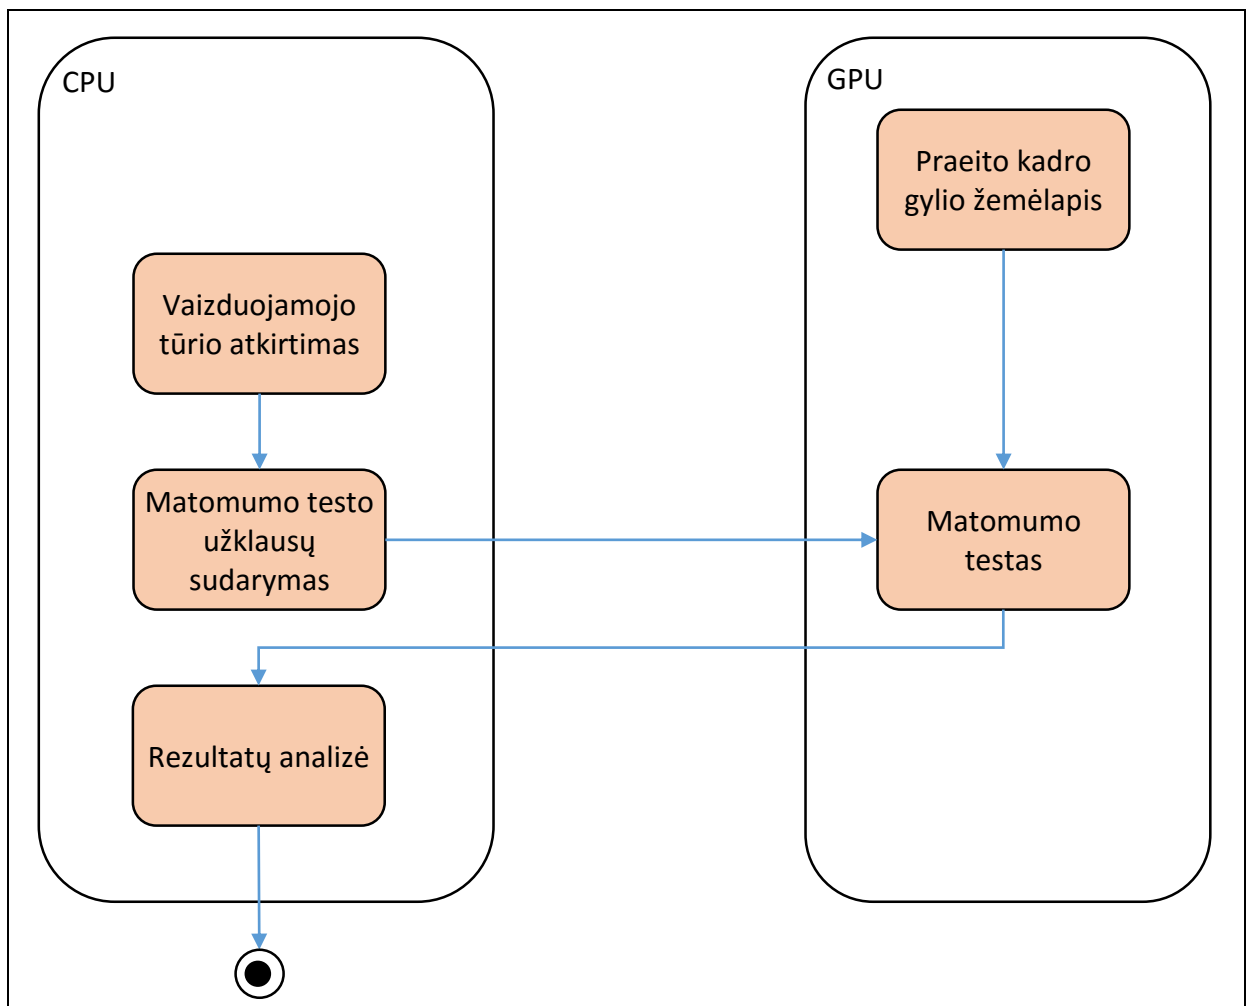 CPU
GPU
Praeito kadro
gylio žemėlapis
Vaizduojamojo
tūrio atkirtimas
Matomumo testo
užklausų
sudarymas
Matomumo
testas
Rezultatų analizė